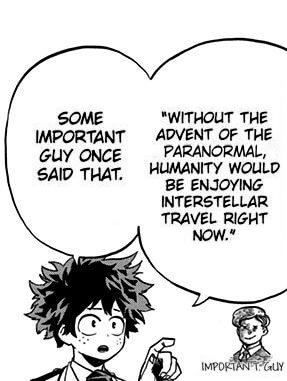 "WITHOUT THE
ADVENT OF THE
PARANORMAL,
HUMANITY WOULD
BE ENJOYING
INTERSTELLAR
TRAVEL RIGHT
NOW."
SOME
IMPORTANT
GUY ONCE
SAID THAT.
IMPORTANT GUY